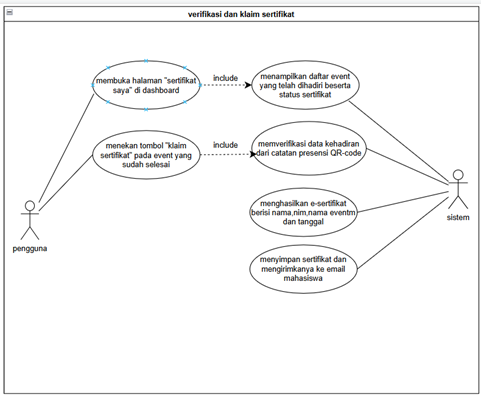 verifikasi dan klaim sertifikat
membuka halaman "sertifikat
saya" di dashboard
include
menampilkan daftar event
yang telah dihadiri beserta
status sertifikat
menekan tombol "klaim
sertifikat" pada event yang
sudah selesai
include
memverifikasi data kehadiran
dari catatan presensi QR-code
menghasilkan e-sertifikat
berisi nama,nim,nama eventm
dan tanggal
menyimpan sertifikat dan
mengirimkanya ke email
mahasiswa
pengguna
sistem